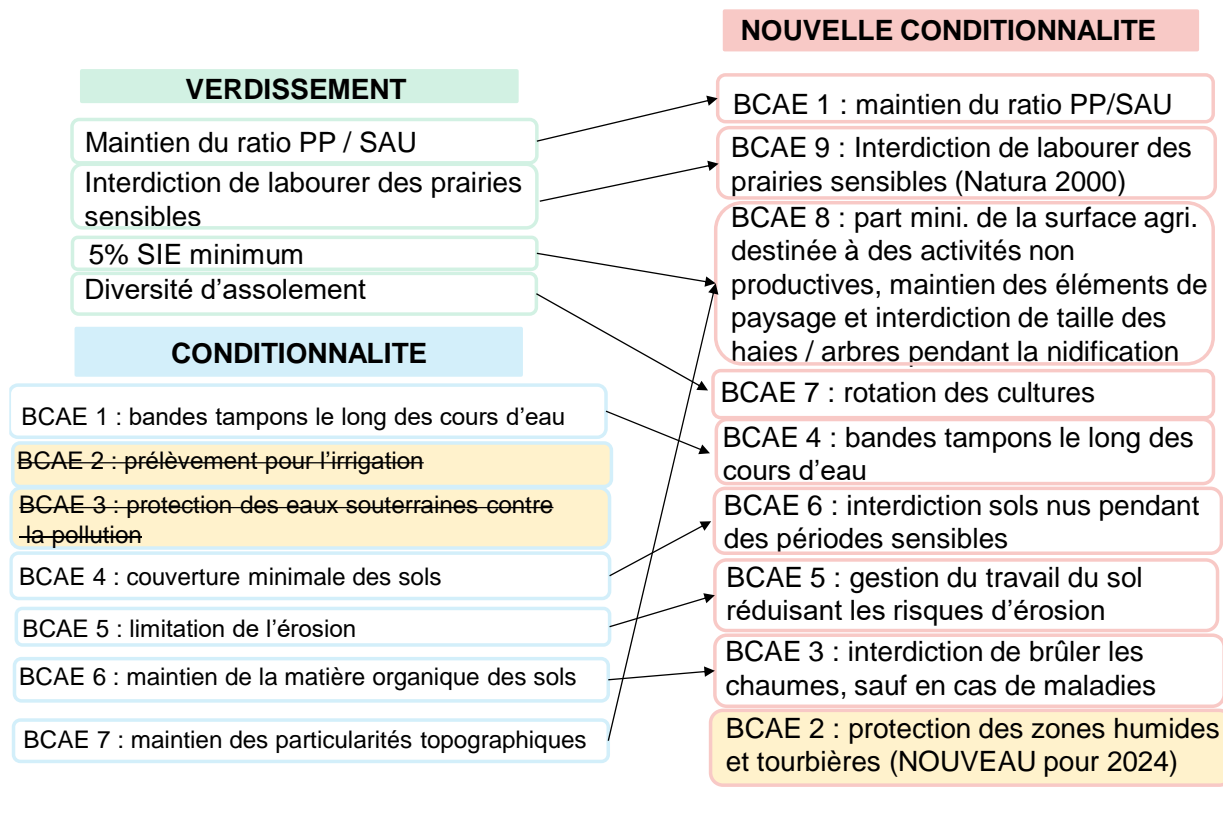 VERDISSEMENT
Maintien du ratio PP / SAU
Interdiction de labourer des prairies
sensibles
5% SIE minimum
Diversité d’assolement
CONDITIONNALITE
BCAE 1 : bandes tampons le long des cours d’eau
BCAE 2 : prélèvement pour l’irrigation
BCAE 3 : protection des eaux souterraines contre
la pollution
BCAE 4 : couverture minimale des sols
BCAE 5 : limitation de l’érosion
BCAE 6 : maintien de la matière organique des sols
BCAE 7 : maintien des particularités topographiques
NOUVELLE CONDITIONNALITE
BCAE 1 : maintien du ratio PP/SAU
BCAE 9 : Interdiction de labourer des
prairies sensibles (Natura 2000)
BCAE 8 : part mini. de la surface agri.
destinée à des activités non
productives, maintien des éléments de
paysage et interdiction de taille des
haies / arbres pendant la nidification
BCAE 7 : rotation des cultures
BCAE 4 : bandes tampons le long des
cours d’eau
BCAE 6 : interdiction sols nus pendant
des périodes sensibles
BCAE 5 : gestion du travail du sol
réduisant les risques d’érosion
BCAE 3 : interdiction de brûler les
chaumes, sauf en cas de maladies
BCAE 2 : protection des zones humides
et tourbières (NOUVEAU pour 2024)